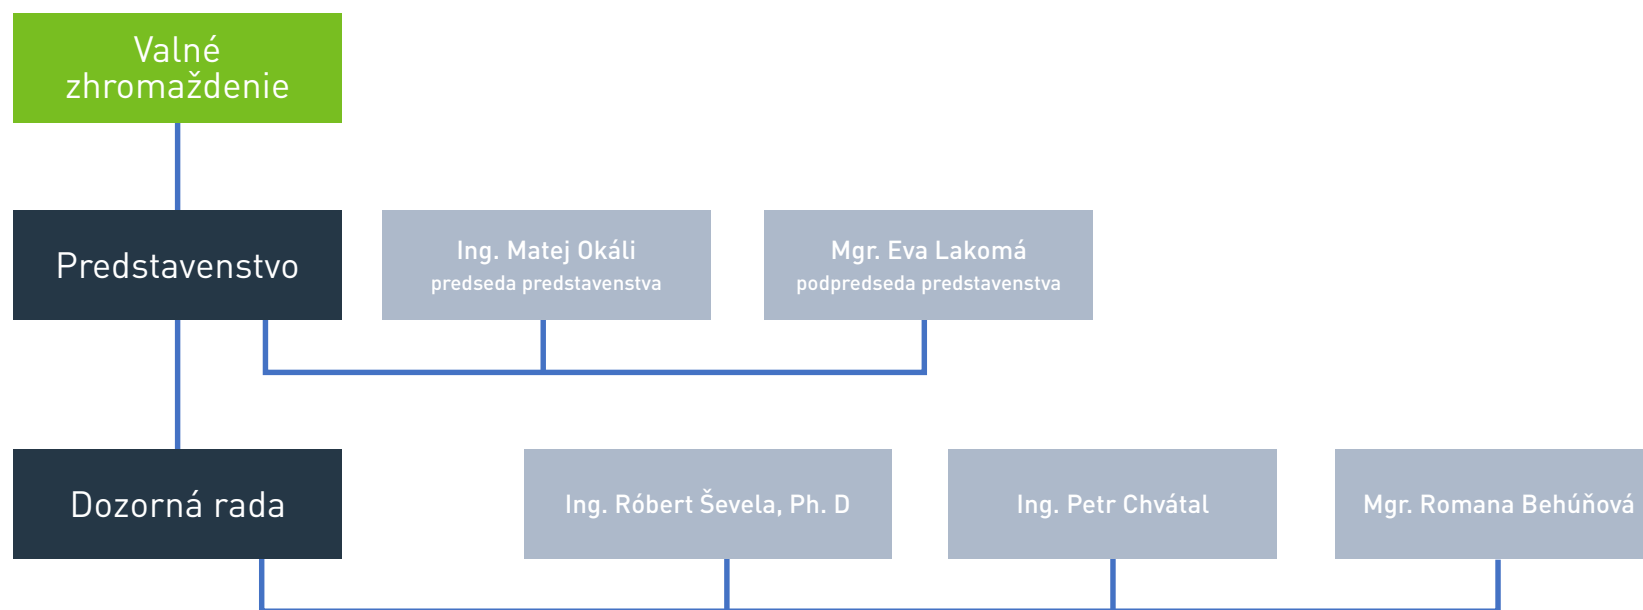 Valné
zhromaždenie
Predstavenstvo
Ing. Matej Okáli
predseda predstavenstva
Mgr. Eva Lakomá
podpredseda predstavenstva
Dozorná rada
Ing. Róbert Ševela, Ph. D
Ing. Petr Chvátal
Mgr. Romana Behúňová